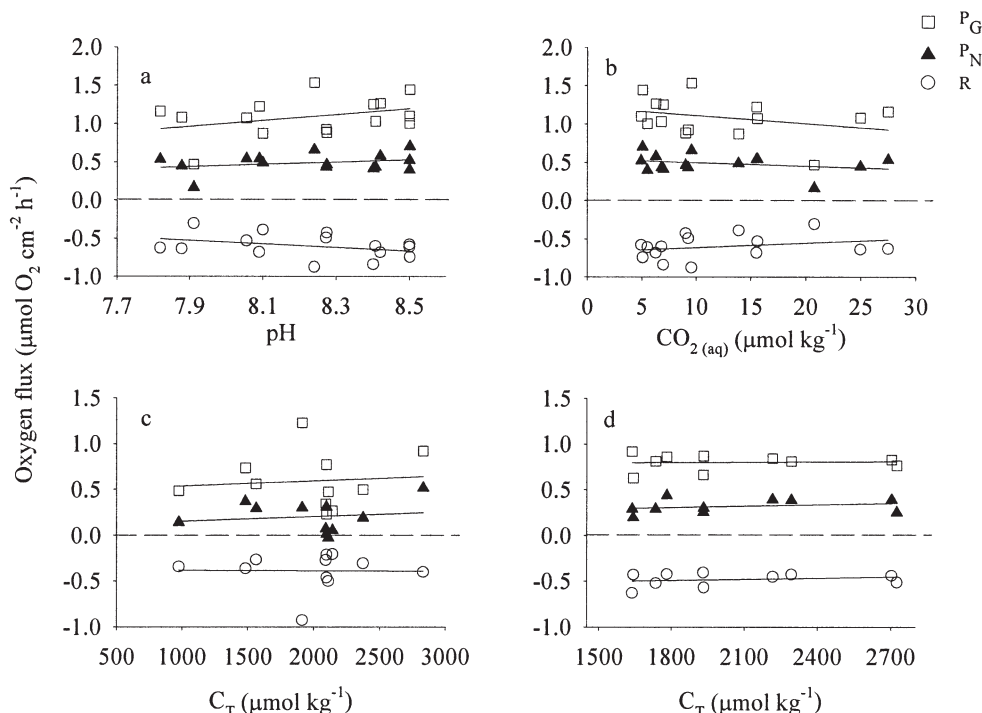 P_G
P_N
R
Oxygen flux (μmol O₂ cm⁻² h⁻¹)
a
2.0
1.5
1.0
0.5
0.0
-0.5
-1.0
7.7 7.9 8.1 8.3 8.5
pH
b
2.0
1.5
1.0
0.5
0.0
-0.5
-1.0
0 5 10 15 20 25 30
CO₂ (aq) (μmol kg⁻¹)
c
1.5
1.0
0.5
0.0
-0.5
-1.0
500 1000 1500 2000 2500 3000
C_T (μmol kg⁻¹)
d
1.5
1.0
0.5
0.0
-0.5
-1.0
1500 1800 2100 2400 2700
C_T (μmol kg⁻¹)